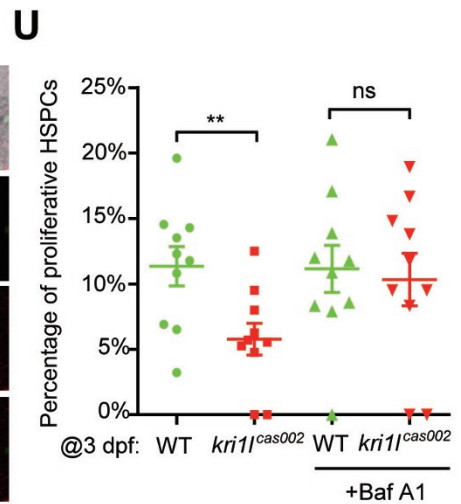 U
Percentage of proliferative HSPCs
25%
20%
15%
10%
5%
0%
**
ns
@3 dpf: WT kri1l^cas002 WT kri1l^cas002
+Baf A1